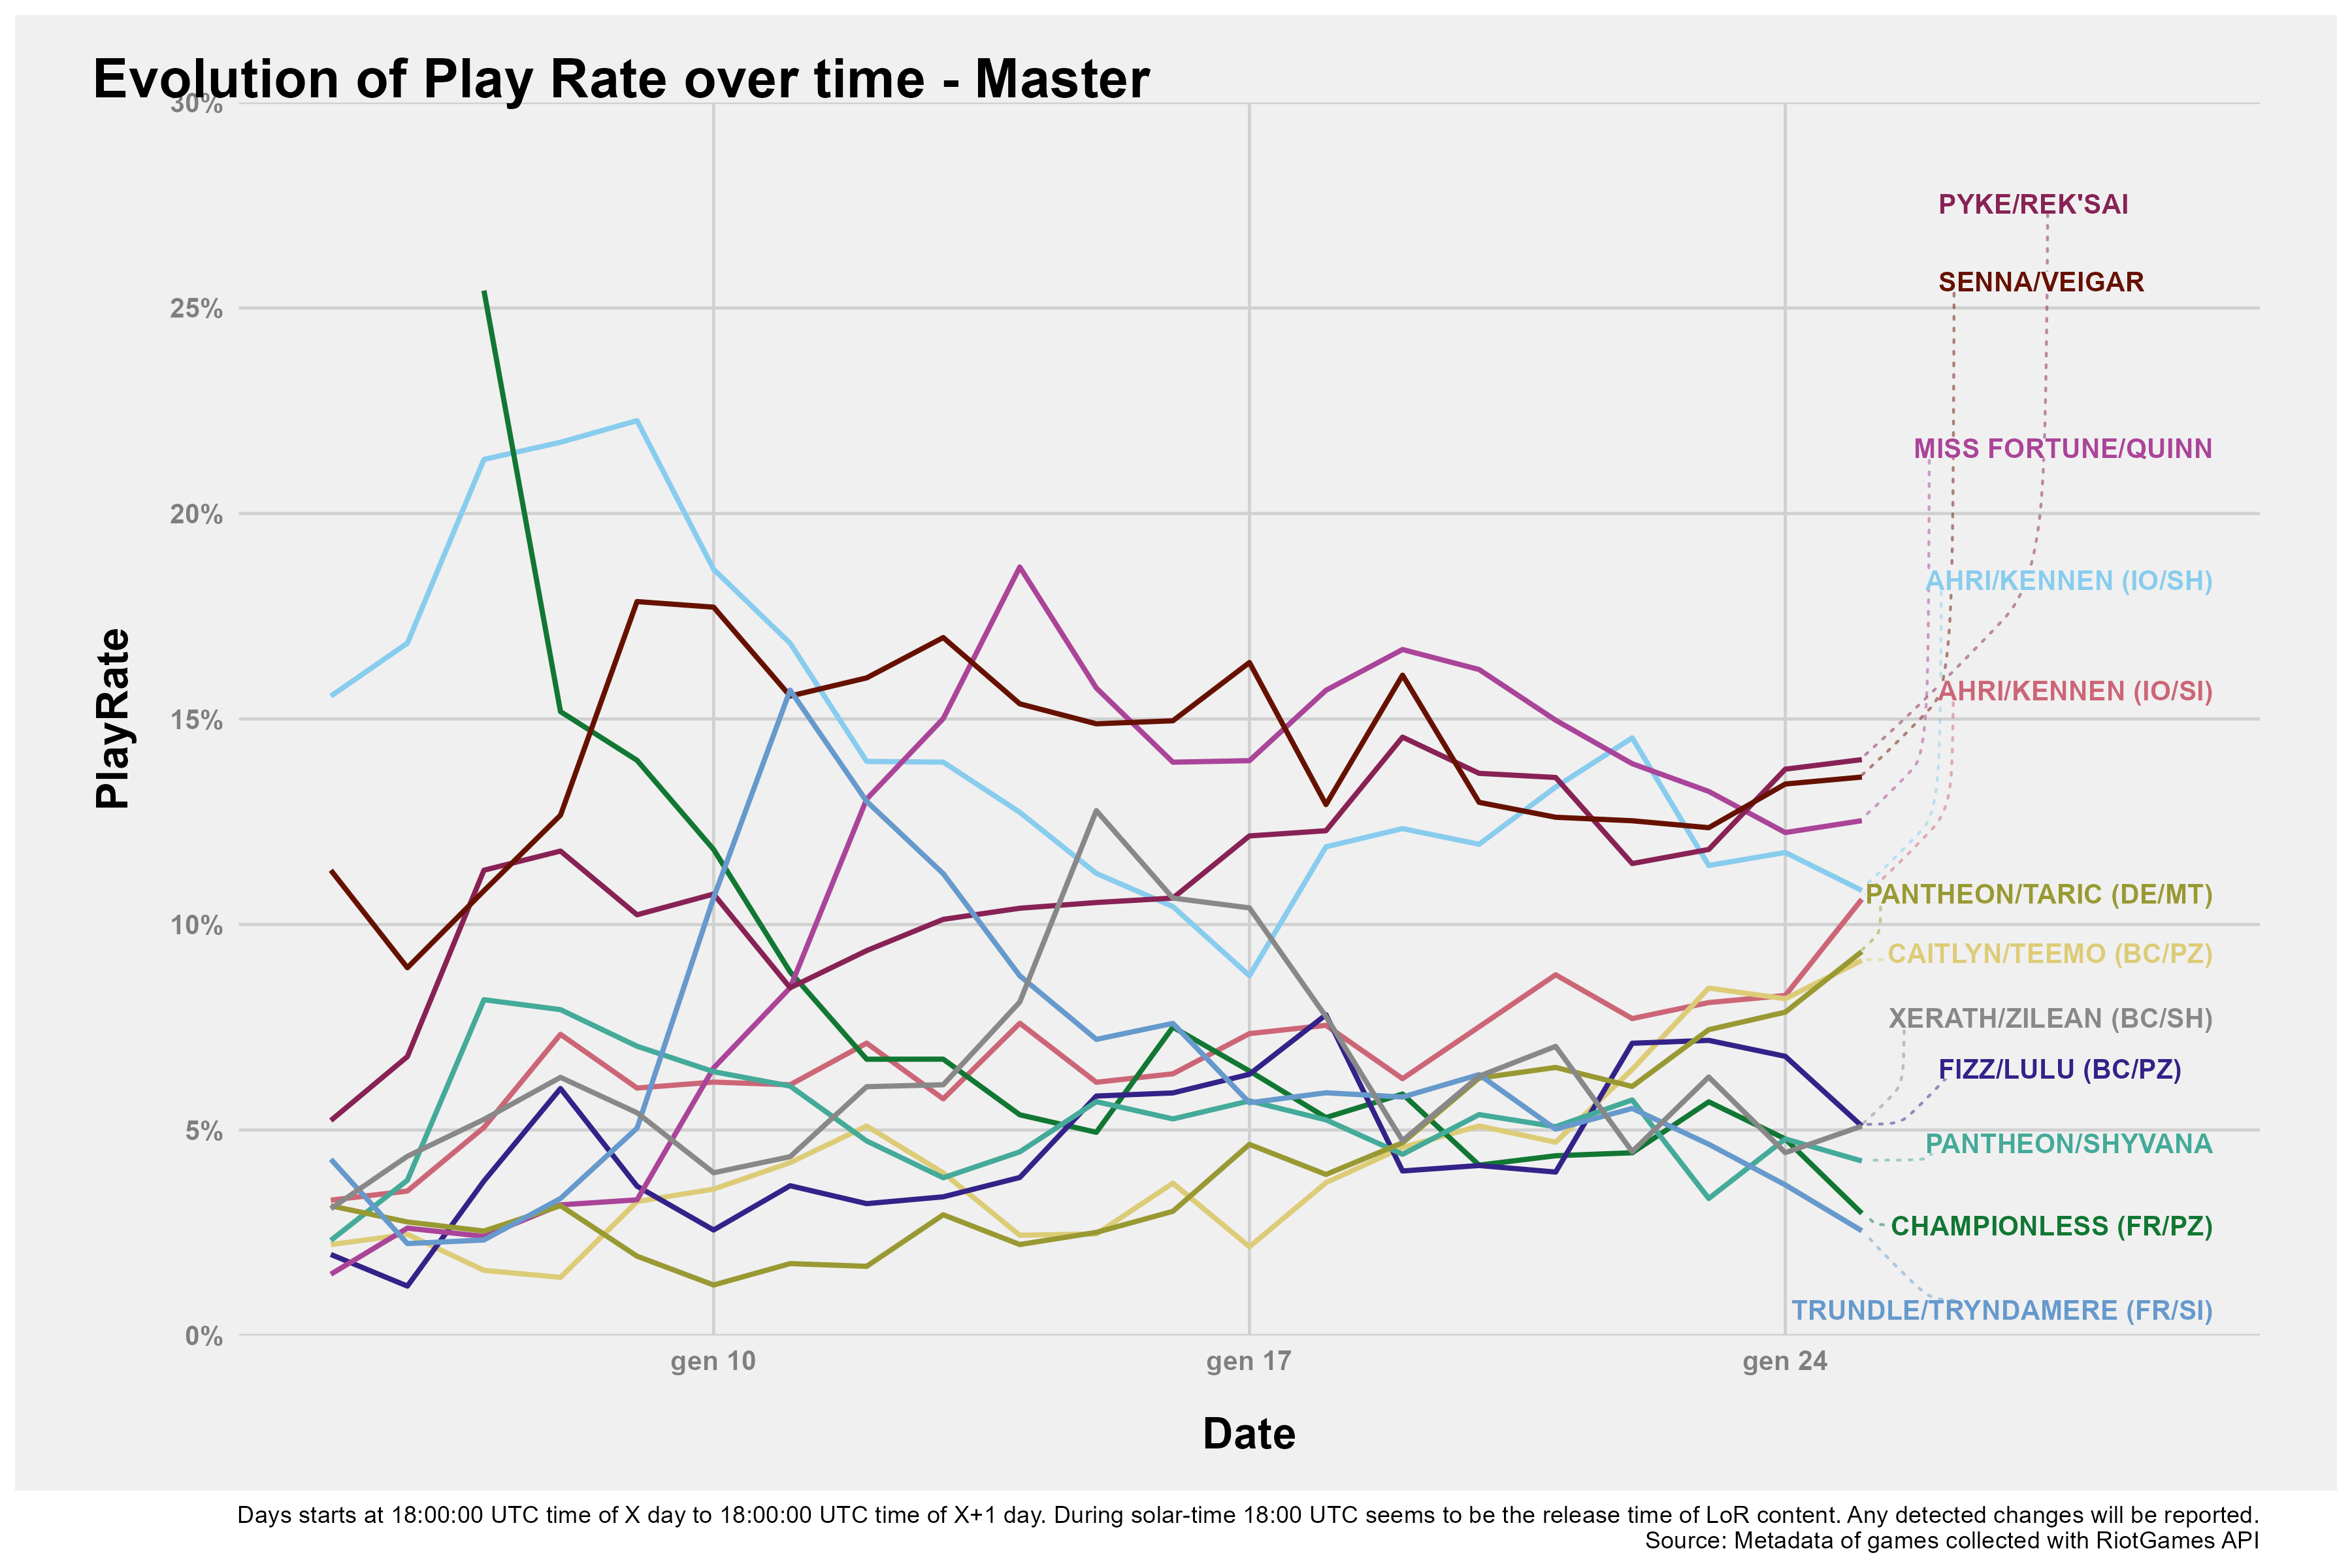 Evolution of Play Rate over time - Master
30%
25%
20%
15%
10%
5%
0%
PlayRate
PYKE/REK'SAI
SENNA/VEIGAR
MISS FORTUNE/QUINN
AHRI/KENNEN (IO/SH)
AHRI/KENNEN (IO/SI)
PANTHEON/TARIC (DE/MT)
CAITLYN/TEEMO (BC/PZ)
XERATH/ZILEAN (BC/SH)
FIZZ/LULU (BC/PZ)
PANTHEON/SHYVANA
CHAMPIONLESS (FR/PZ)
TRUNDLE/TRYNDAMERE (FR/SI)
gen 10
gen 17
gen 24
Date
Days starts at 18:00:00 UTC time of X day to 18:00:00 UTC time of X+1 day. During solar-time 18:00 UTC seems to be the release time of LoR content. Any detected changes will be reported.
Source: Metadata of games collected with RiotGames API